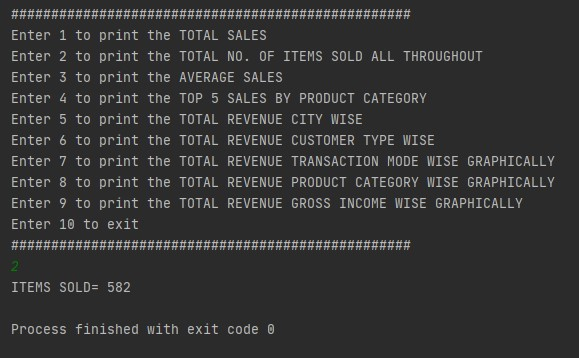 ##################################################
Enter 1 to print the TOTAL SALES
Enter 2 to print the TOTAL NO. OF ITEMS SOLD ALL THROUGHOUT
Enter 3 to print the AVERAGE SALES
Enter 4 to print the TOP 5 SALES BY PRODUCT CATEGORY
Enter 5 to print the TOTAL REVENUE CITY WISE
Enter 6 to print the TOTAL REVENUE CUSTOMER TYPE WISE
Enter 7 to print the TOTAL REVENUE TRANSACTION MODE WISE GRAPHICALLY
Enter 8 to print the TOTAL REVENUE PRODUCT CATEGORY WISE GRAPHICALLY
Enter 9 to print the TOTAL REVENUE GROSS INCOME WISE GRAPHICALLY
Enter 10 to exit
##################################################
2
ITEMS SOLD= 582
Process finished with exit code 0